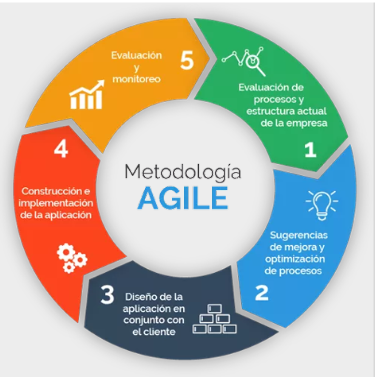 Metodología
AGILE
Evaluación de
procesos y
estructura actual
de la empresa
1
Sugerencias
de mejora y
optimización
de procesos
2
3
Diseño de la
aplicación en
conjunto con
el cliente
4
Construcción e
implementación
de la aplicación
5
Evaluación
y
monitoreo